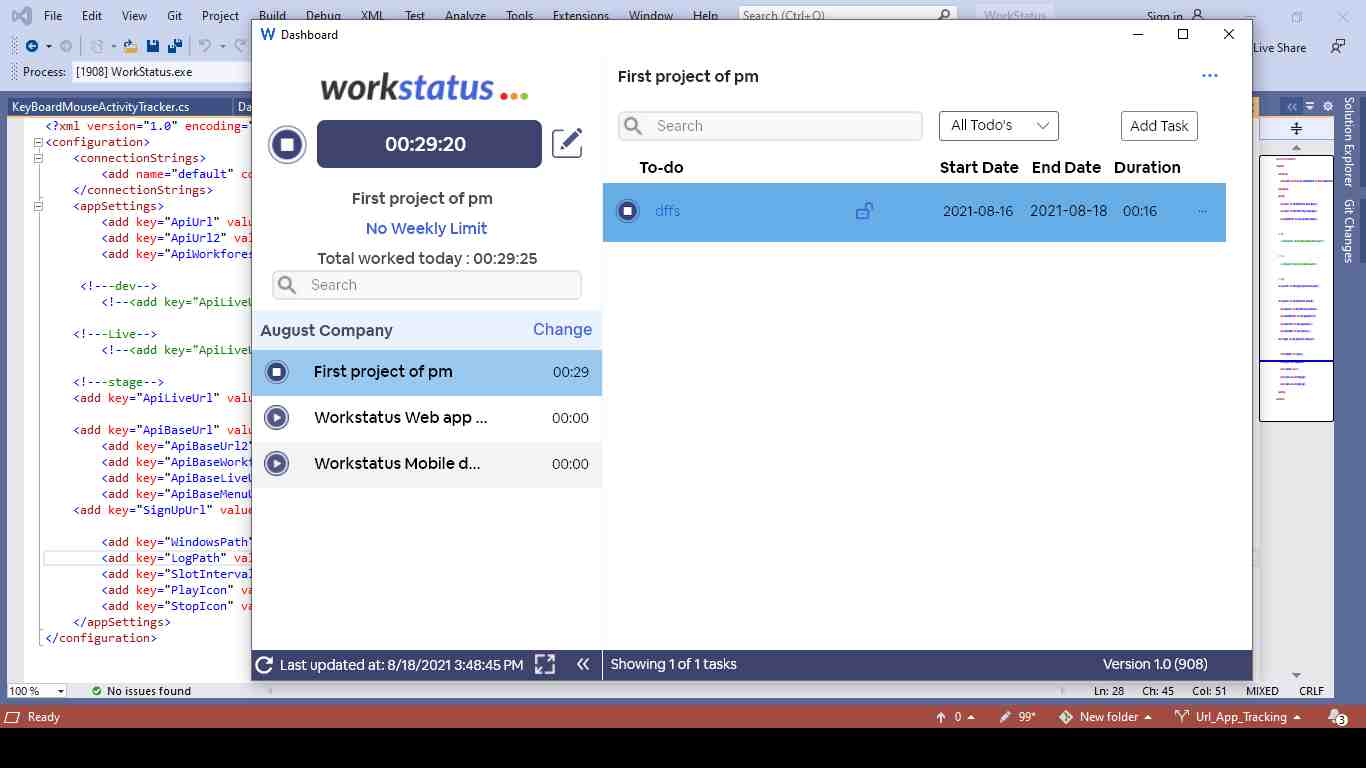 File Edit View Git Project Build Debug XML Test Analyze Tools Extensions Window Help Search (Ctrl+Q) WorkStatus Sign in
Live Share
Process: [1908] WorkStatus.exe
KeyBoardMouseActivityTracker.cs
<?xml version="1.0" encoding="
<configuration>
<connectionStrings>
<add name="default"
</connectionStrings>
<appSettings>
<add key="ApiUrl"
<add key="ApiUrl2"
<add key="ApiWorkfores
<!---dev-->
<!--<add key="ApiLiveU
<!---Live-->
<!--<add key="ApiLiveU
<!---stage-->
<add key="ApiLiveUrl"
<add key="ApiBaseUrl"
<add key="ApiBaseUrl2"
<add key="ApiBaseWorkf
<add key="ApiBaseLiveU
<add key="ApiBaseMenuU
<add key="SignUpUrl" value
<add key="WindowsPath"
<add key="LogPath"
<add key="SlotInterval
<add key="PlayIcon"
<add key="StopIcon"
</appSettings>
</configuration>
100 %
No issues found
Ln: 28 Ch: 45 Col: 51 MIXED CRLF
Ready
0 99* New folder Url_App_Tracking 3
Solution Explorer
Git Changes
W Dashboard
workstatus
00:29:20
First project of pm
No Weekly Limit
Total worked today : 00:29:25
Search
August Company Change
First project of pm 00:29
Workstatus Web app ... 00:00
Workstatus Mobile d... 00:00
Last updated at: 8/18/2021 3:48:45 PM
First project of pm
Search
All Todo's
Add Task
To-do Start Date End Date Duration
dffs 2021-08-16 2021-08-18 00:16
Showing 1 of 1 tasks
Version 1.0 (908)